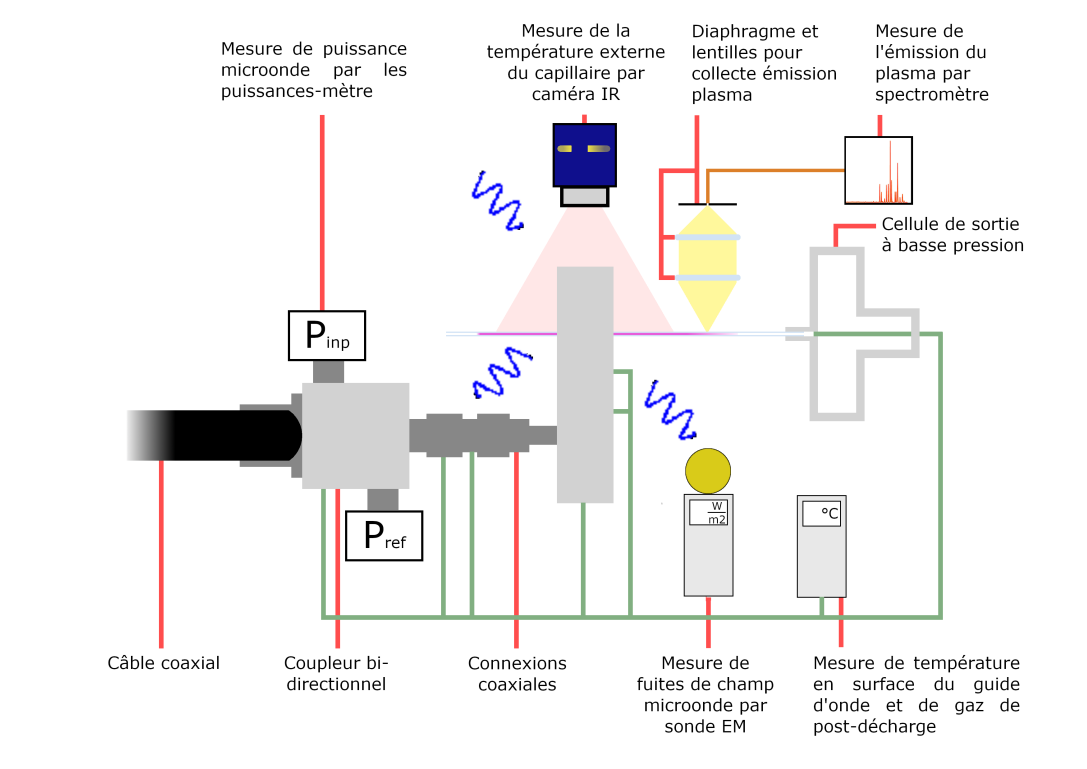 Mesure de puissance
microonde par les
puissances-mètre
Mesure de la
température externe
du capillaire par
caméra IR
Diaphragme et
lentilles pour
collecte émission
plasma
Mesure de
l'émission du
plasma par
spectromètre
Cellule de sortie
à basse pression
Pinp
Pref
W
m2
°C
Câble coaxial
Coupleur bi-
directionnel
Connexions
coaxiales
Mesure de
fuites de champ
microonde par
sonde EM
Mesure de température
en surface du guide
d'onde et de gaz de
post-décharge